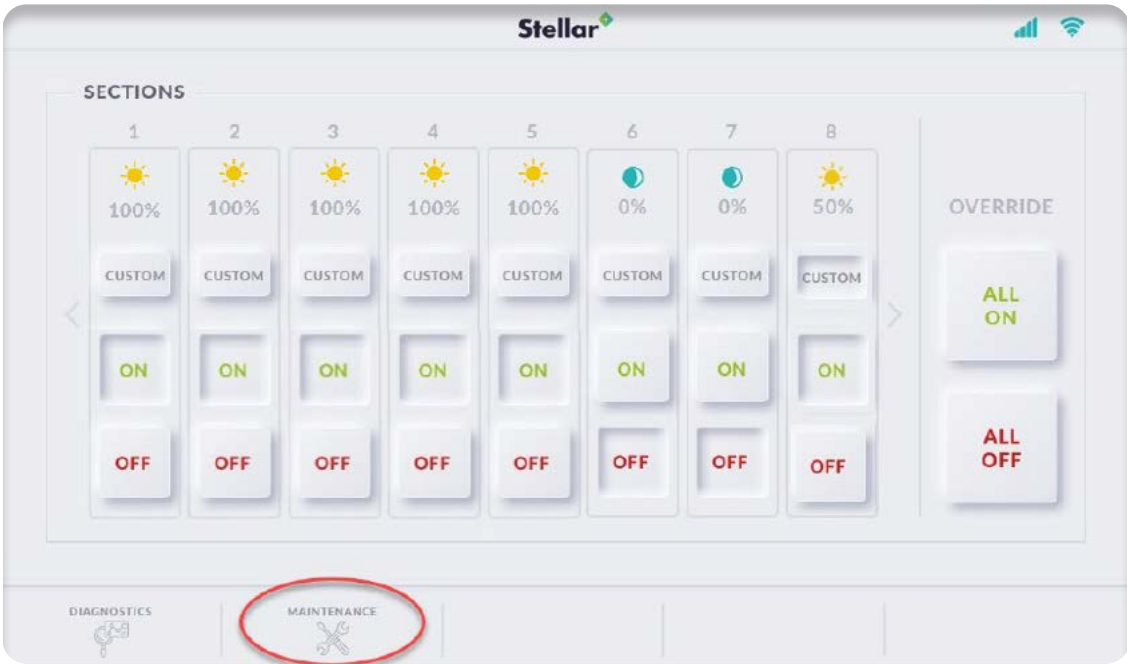 Stellar
SECTIONS
1 2 3 4 5 6 7 8
100% 100% 100% 100% 100% 0% 0% 50%
OVERRIDE
CUSTOM CUSTOM CUSTOM CUSTOM CUSTOM CUSTOM CUSTOM CUSTOM
ALL
ON
ON ON ON ON ON ON ON ON
OFF OFF OFF OFF OFF OFF OFF OFF
ALL
OFF
DIAGNOSTICS
MAINTENANCE